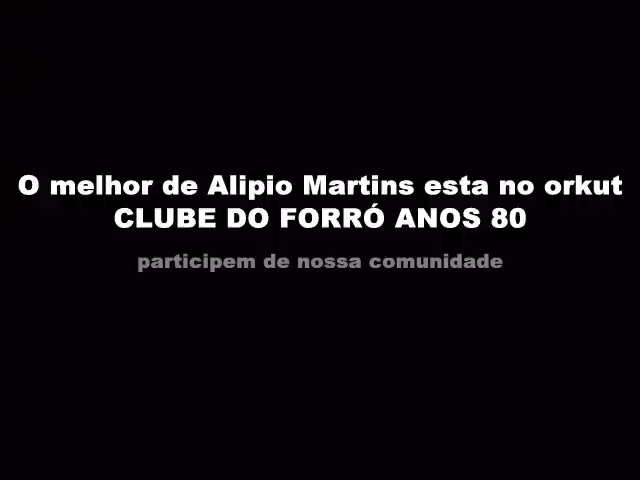 O melhor de Alipio Martins esta no orkut
CLUBE DO FORRÓ ANOS 80
participem de nossa comunidade